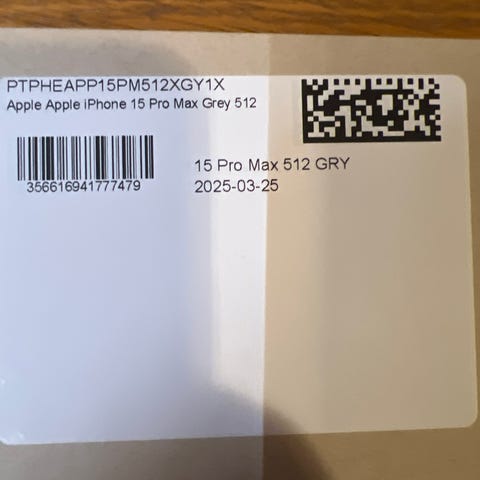 PTPHEAPP15PM512XGY1X
Apple Apple iPhone 15 Pro Max Grey 512
356616941777479
15 Pro Max 512 GRY
2025-03-25